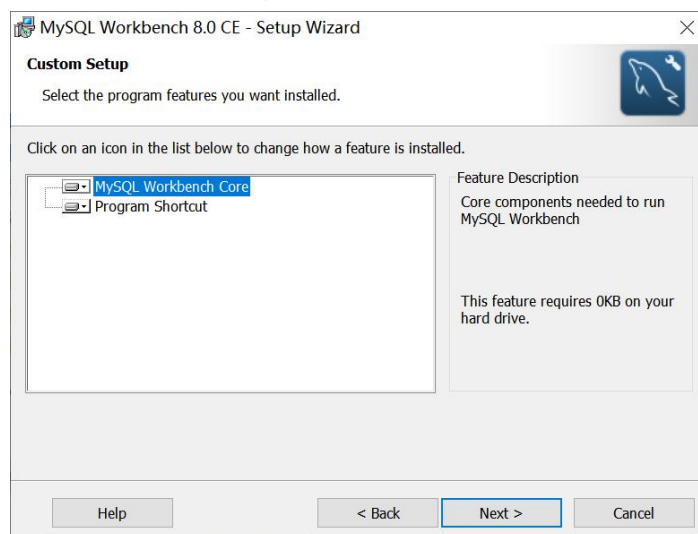 MySQL Workbench 8.0 CE - Setup Wizard
Custom Setup
Select the program features you want installed.
Click on an icon in the list below to change how a feature is installed.
MySQL Workbench Core
Program Shortcut
Feature Description
Core components needed to run
MySQL Workbench
This feature requires 0KB on your
hard drive.
Help
< Back
Next >
Cancel